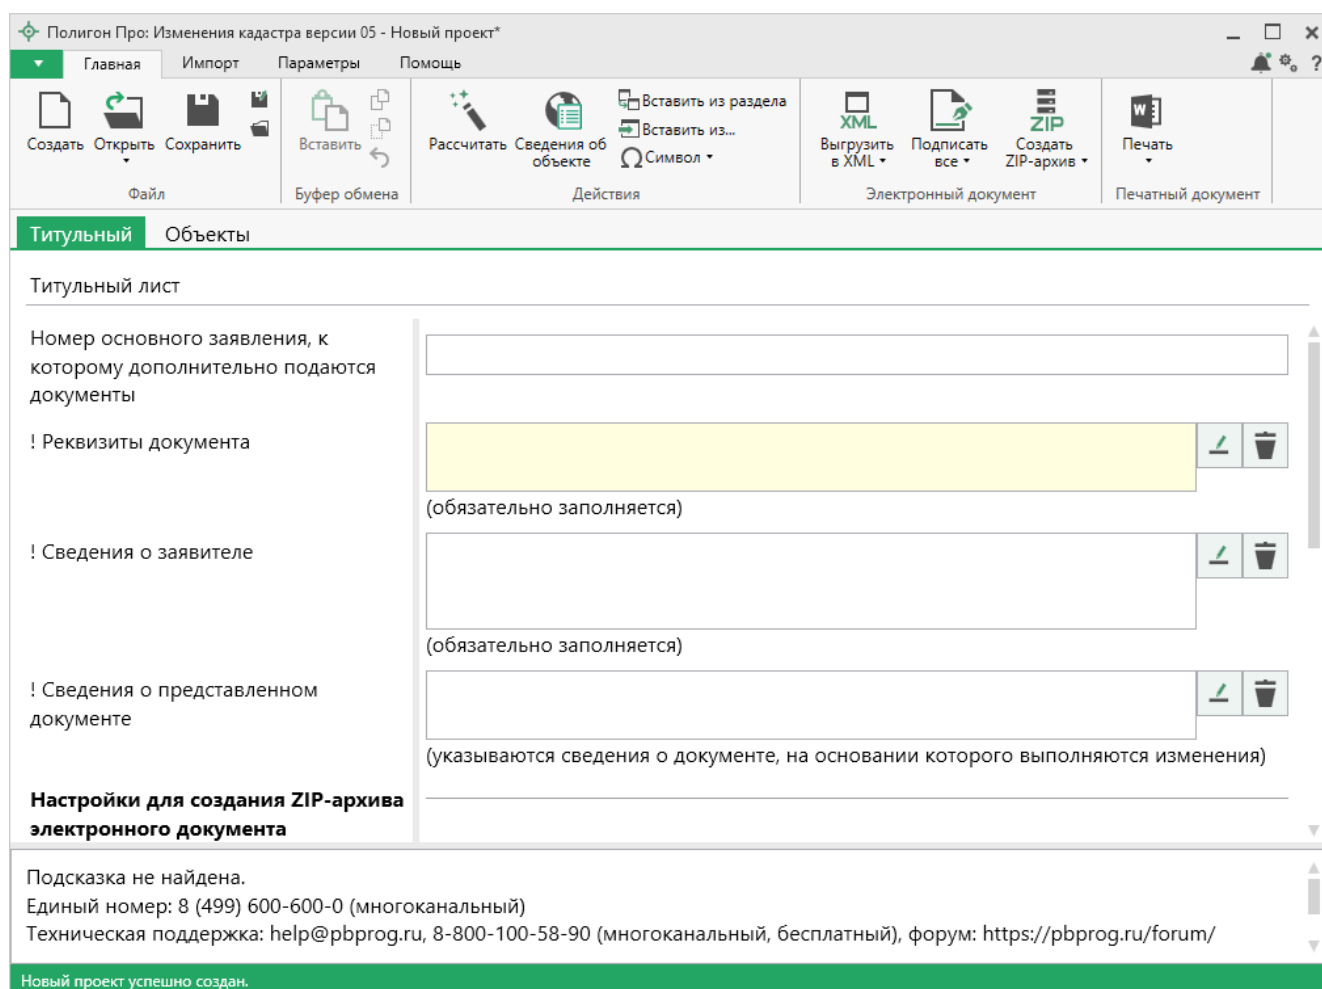 Полигон Про: Изменения кадастра версии 05 - Новый проект*
Главная Импорт Параметры Помощь
?
Создать Открыть Сохранить
Вставить
Рассчитать Сведения об
объекте
Вставить из раздела
Вставить из...
Символ
XML
Выгрузить
в XML
Подписать
все
ZIP
Создать
ZIP-архив
W
Печать
Файл Буфер обмена Действия Электронный документ Печатный документ
Титульный Объекты
Титульный лист
Номер основного заявления, к
которому дополнительно подаются
документы
! Реквизиты документа
(обязательно заполняется)
! Сведения о заявителе
(обязательно заполняется)
! Сведения о представленном
документе
(указываются сведения о документе, на основании которого выполняются изменения)
Настройки для создания ZIP-архива
электронного документа
Подсказка не найдена.
Единый номер: 8 (499) 600-600-0 (многоканальный)
Техническая поддержка: help@pbprog.ru, 8-800-100-58-90 (многоканальный, бесплатный), форум: https://pbprog.ru/forum/
Новый проект успешно создан.